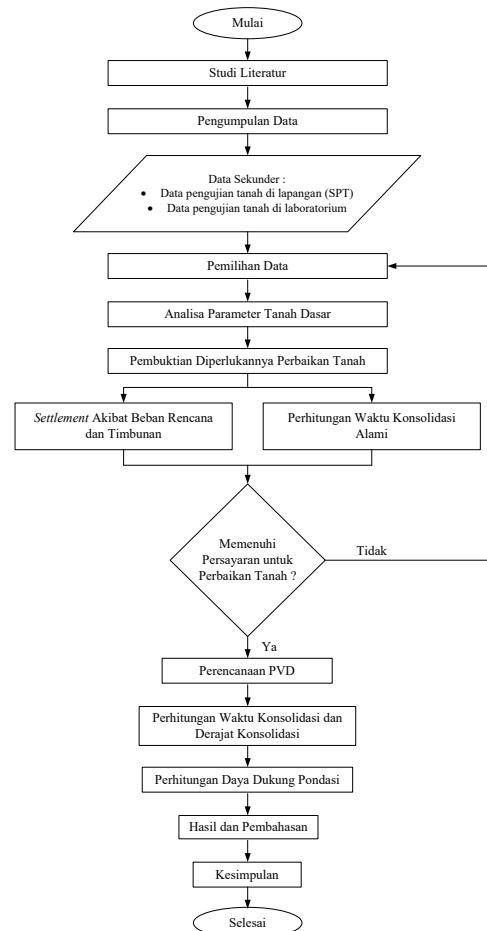 Mulai
Studi Literatur
Pengumpulan Data
Data Sekunder :
• Data pengujian tanah di lapangan (SPT)
• Data pengujian tanah di laboratorium
Pemilihan Data
Analisa Parameter Tanah Dasar
Pembuktian Diperlukannya Perbaikan Tanah
Settlement Akibat Beban Rencana
dan Timbunan
Perhitungan Waktu Konsolidasi
Alami
Memenuhi
Persyaran untuk
Perbaikan Tanah ?
Tidak
Ya
Perencanaan PVD
Perhitungan Waktu Konsolidasi dan
Derajat Konsolidasi
Perhitungan Daya Dukung Pondasi
Hasil dan Pembahasan
Kesimpulan
Selesai